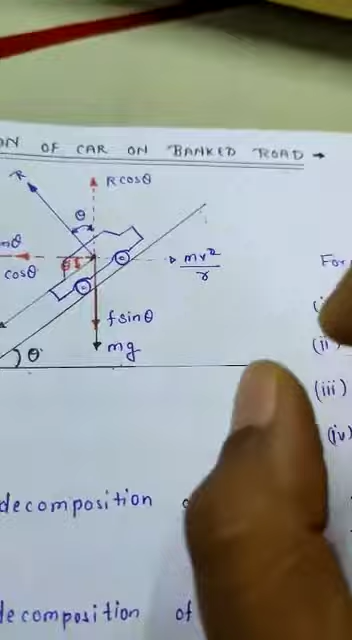 OF CAR ON BANKED ROAD →
R
R cosθ
θ
cosθ
θ
mv²/r
f sinθ
mg
θ
For
(ii)
(iii)
(iv)
decomposition
decomposition of